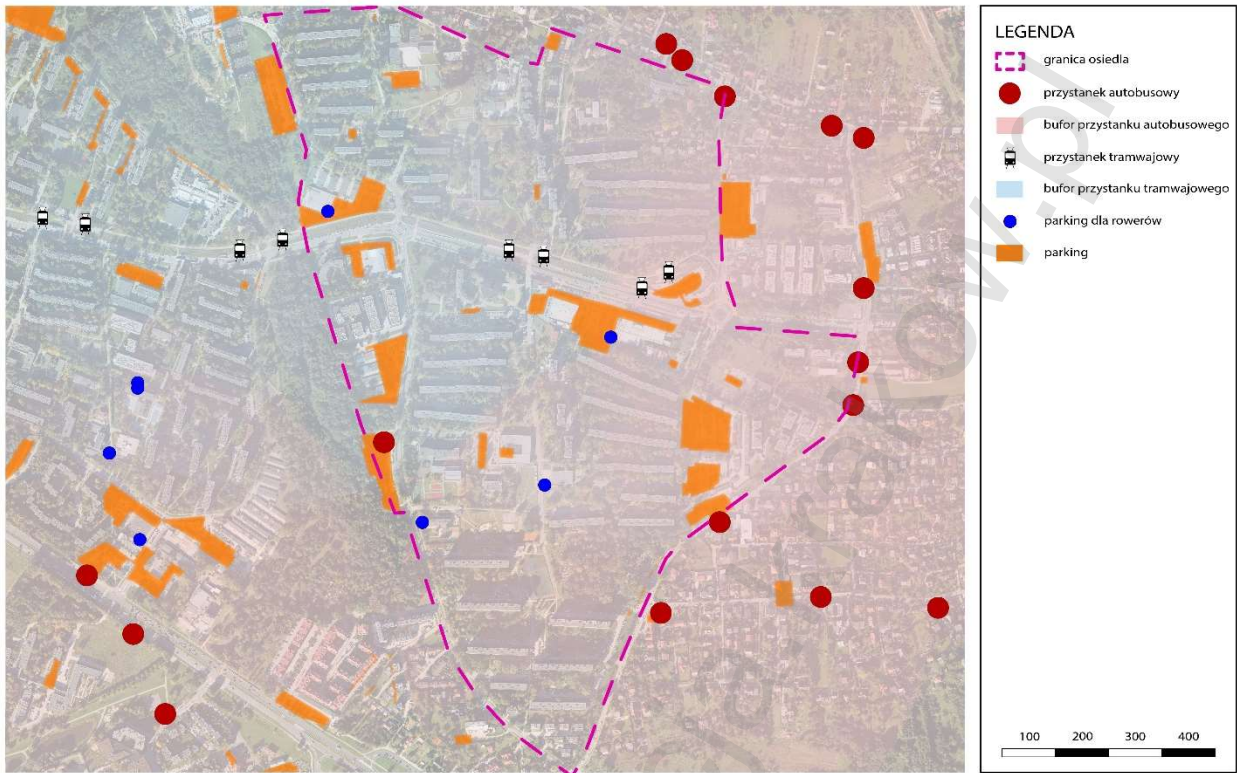 LEGENDA
granica osiedla
przystanek autobusowy
bufor przystanku autobusowego
przystanek tramwajowy
bufor przystanku tramwajowego
parking dla rowerów
parking
100 200 300 400